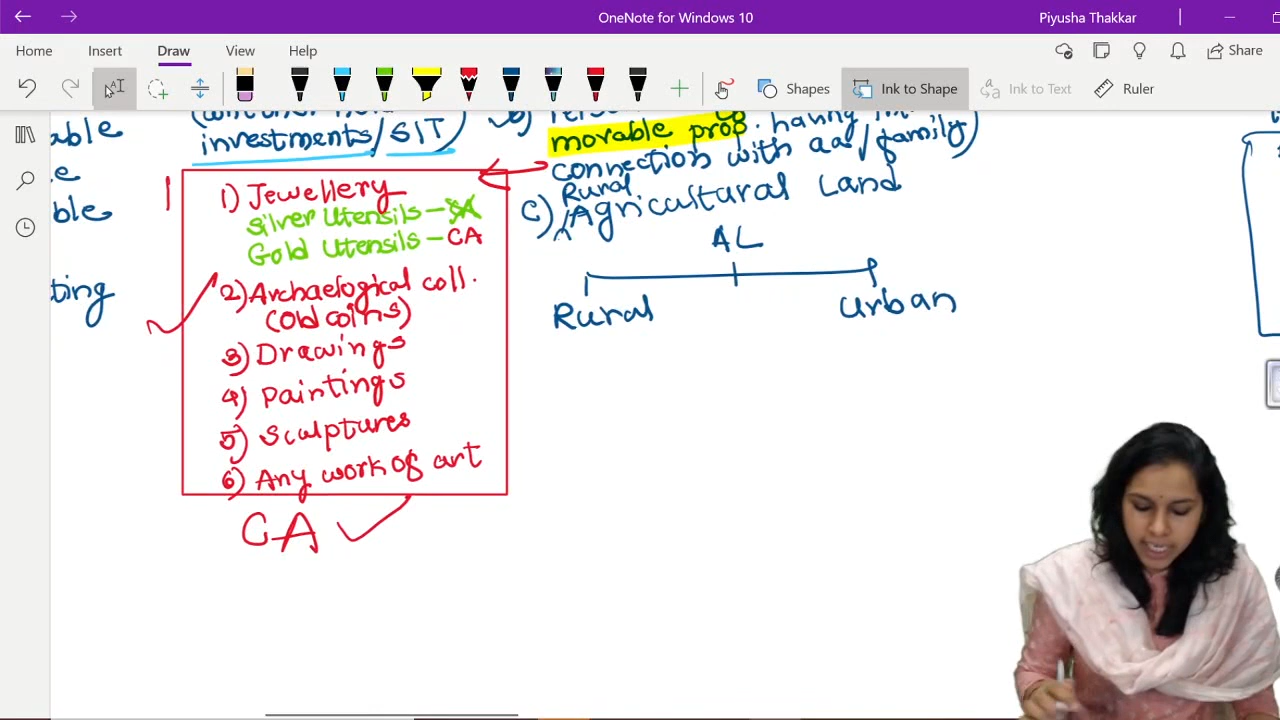 OneNote for Windows 10
Piyusha Thakkar
Home Insert Draw View Help
Share
Shapes
Ink to Shape
Ink to Text
Ruler
able
able
ting
investments/SIT)
1) Jewellery
Silver Utensils -
Gold Utensils - CA
2) Archaelogical coll.
(Old coins)
3) Drawings
4) Paintings
5) Sculptures
6) Any work of art
CA
movable prop. having
connection with aa/family)
Rural
c) Agricultural Land
AL
Rural
Urban